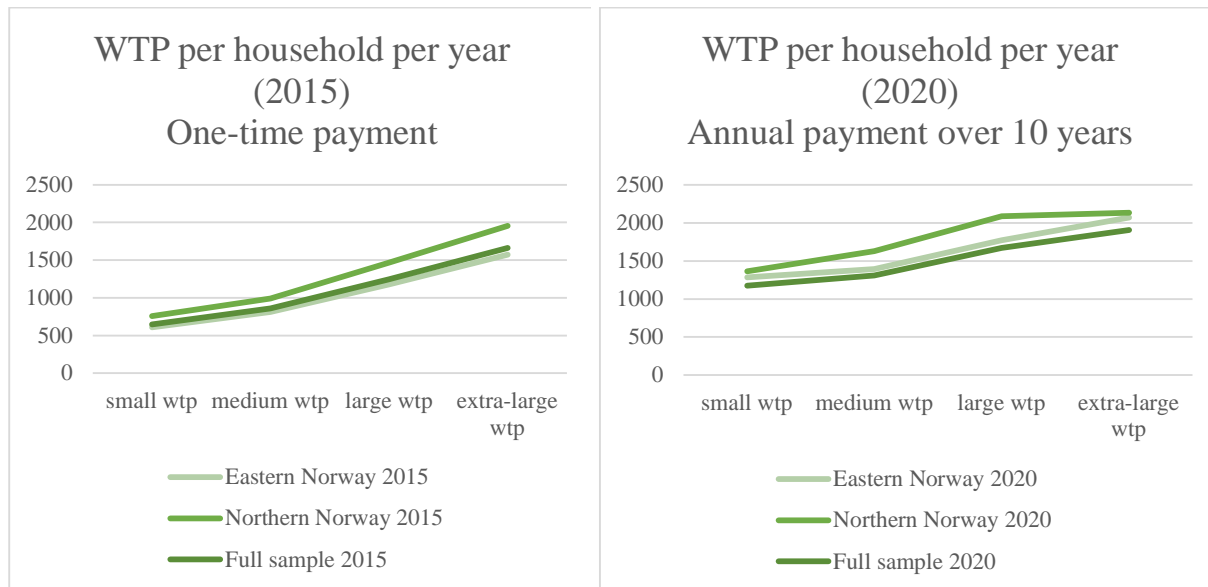 WTP per household per year
(2015)
One-time payment
2500
2000
1500
1000
500
0
small wtp
medium wtp
large wtp
extra-large
wtp
Eastern Norway 2015
Northern Norway 2015
Full sample 2015
WTP per household per year
(2020)
Annual payment over 10 years
2500
2000
1500
1000
500
0
small wtp
medium wtp
large wtp
extra-large
wtp
Eastern Norway 2020
Northern Norway 2020
Full sample 2020